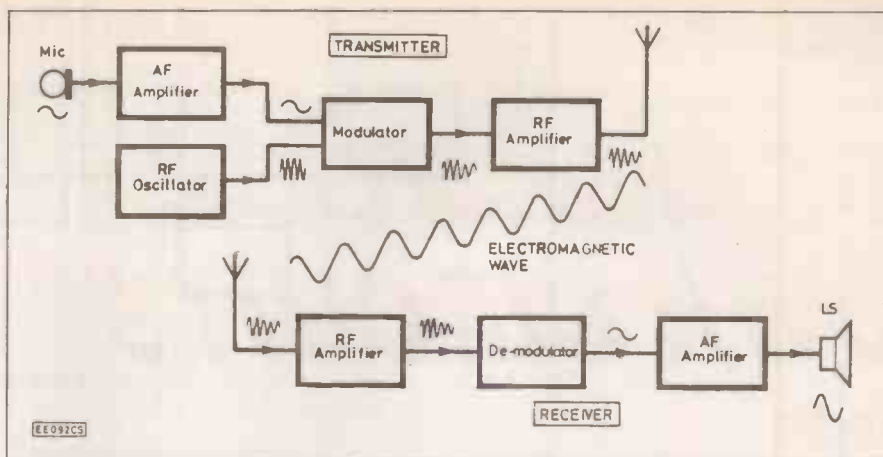 TRANSMITTER
Mic
AF
Amplifier
Modulator
RF
Amplifier
RF
Oscillator
ELECTROMAGNETIC
WAVE
LS
RF
Amplifier
De-modulator
AF
Amplifier
RECEIVER
EE092CS